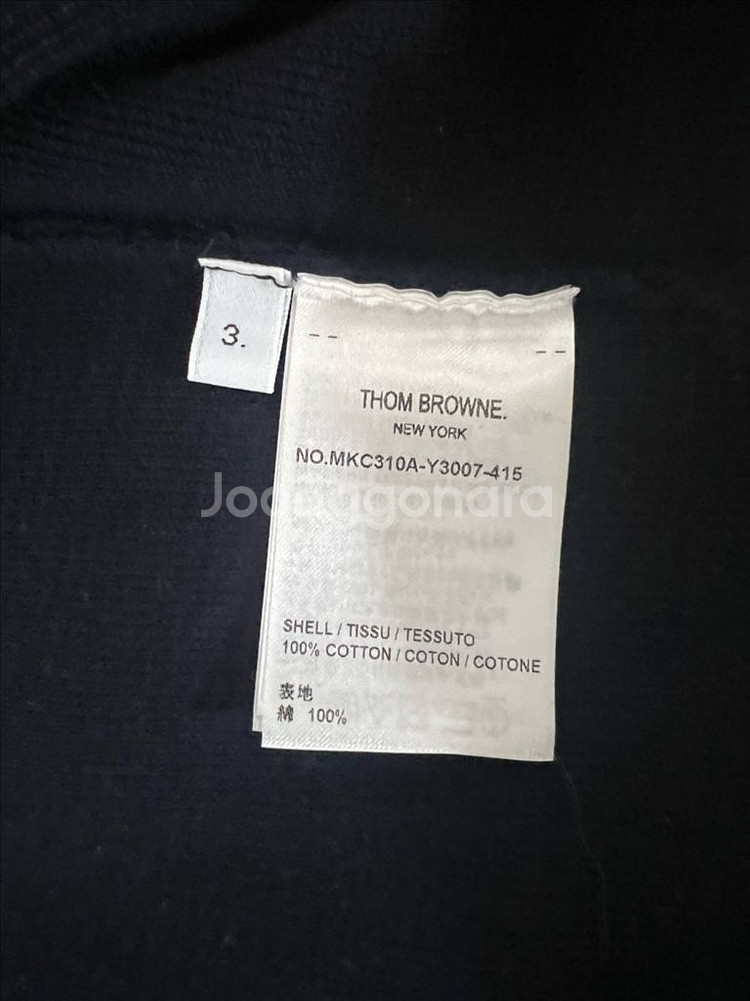 3.
-- --
THOM BROWNE.
NEW YORK
NO.MKC310A-Y3007-415
Joongugonara
SHELL / TISSU / TESSUTO
100% COTTON / COTON / COTONE
表地
綿 100%